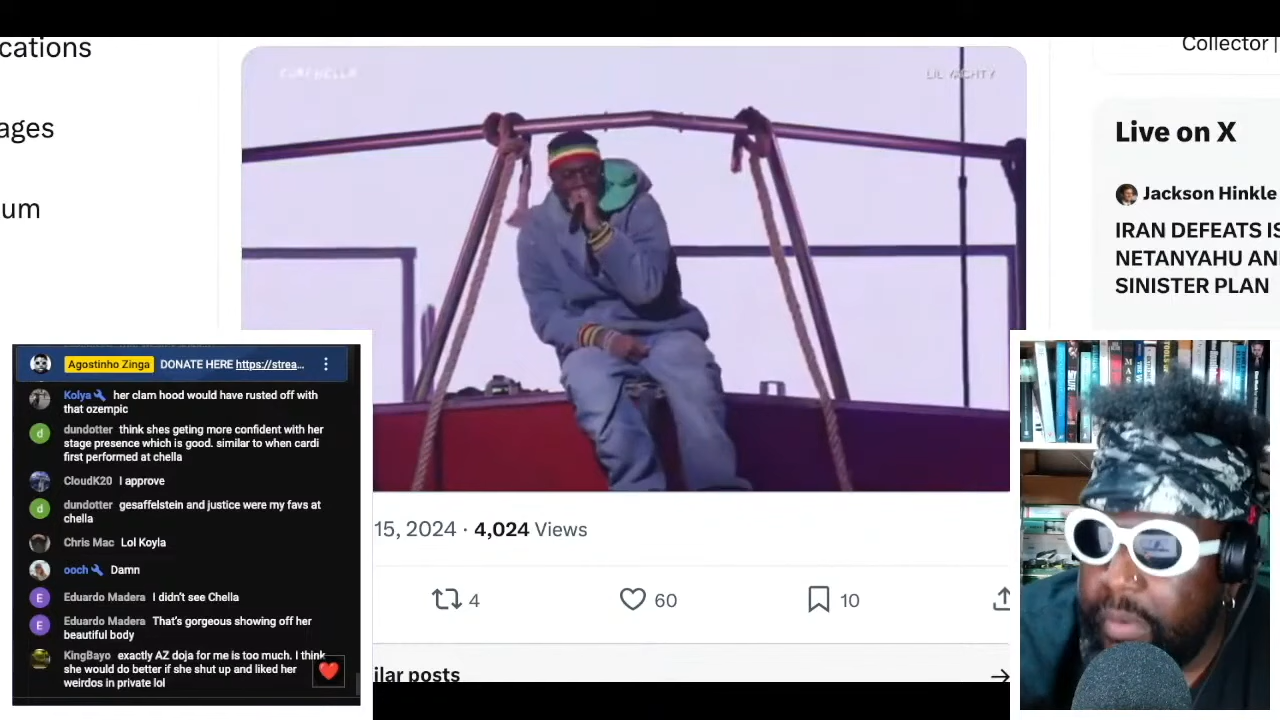 cations
ages
um
COACHELLA
LIL YACHTY
Collector |
Live on X
Jackson Hinkle
IRAN DEFEATS IS
NETANYAHU AN
SINISTER PLAN
15, 2024 · 4,024 Views
4
60
10
ilar posts
Agostinho Zinga DONATE HERE https://strea...
Kolya her clam hood would have rusted off with
that ozempic
dundotter think shes geting more confident with her
stage presence which is good. similar to when cardi
first performed at chella
CloudK20 I approve
dundotter gesaffelstein and justice were my favs at
chella
Chris Mac Lol Koyla
ooch Damn
Eduardo Madera I didn't see Chella
Eduardo Madera That's gorgeous showing off her
beautiful body
KingBayo exactly AZ doja for me is too much. I think
she would do better if she shut up and liked her
weirdos in private lol